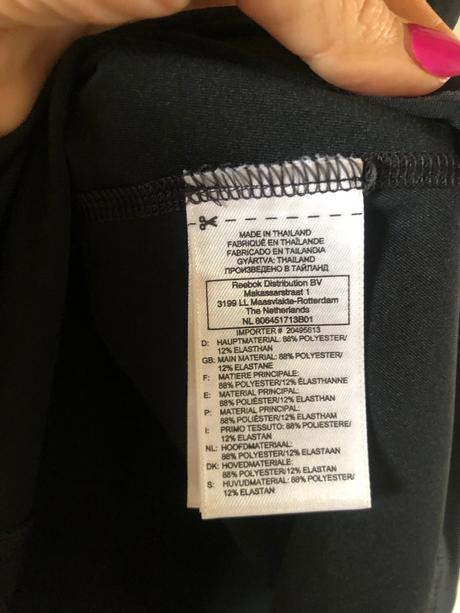 MADE IN THAILAND
FABRIQUÉ EN THAÏLANDE
FABRICADO EN TAILANDIA
GYÁRTVA: THAILAND
ПРОИЗВЕДЕНО В ТАЙЛАНД
Reebok Distribution BV
Makassarstraat 1
3199 LL Maasvlakte-Rotterdam
The Netherlands
NL 806451713B01
IMPORTER # 20495613
D: HAUPTMATERIAL: 88% POLYESTER/
12% ELASTHAN
GB: MAIN MATERIAL: 88% POLYESTER/
12% ELASTANE
F: MATIERE PRINCIPALE:
88% POLYESTER/12% ÉLASTHANNE
E: MATERIAL PRINCIPAL:
88% POLIÉSTER/12% ELASTHAN
P: MATERIAL PRINCIPAL:
88% POLIÉSTER/12% ELASTHAM
I: PRIMO TESSUTO: 88% POLIESTERE/
12% ELASTAN
NL: HOOFDMATERIAAL:
88% POLYESTER/12% ELASTAAN
DK: HOVEDMATERIALE:
88% POLYESTER/12% ELASTAN
S: HUVUDMATERIAL: 88% POLYESTER/
12% ELASTAN